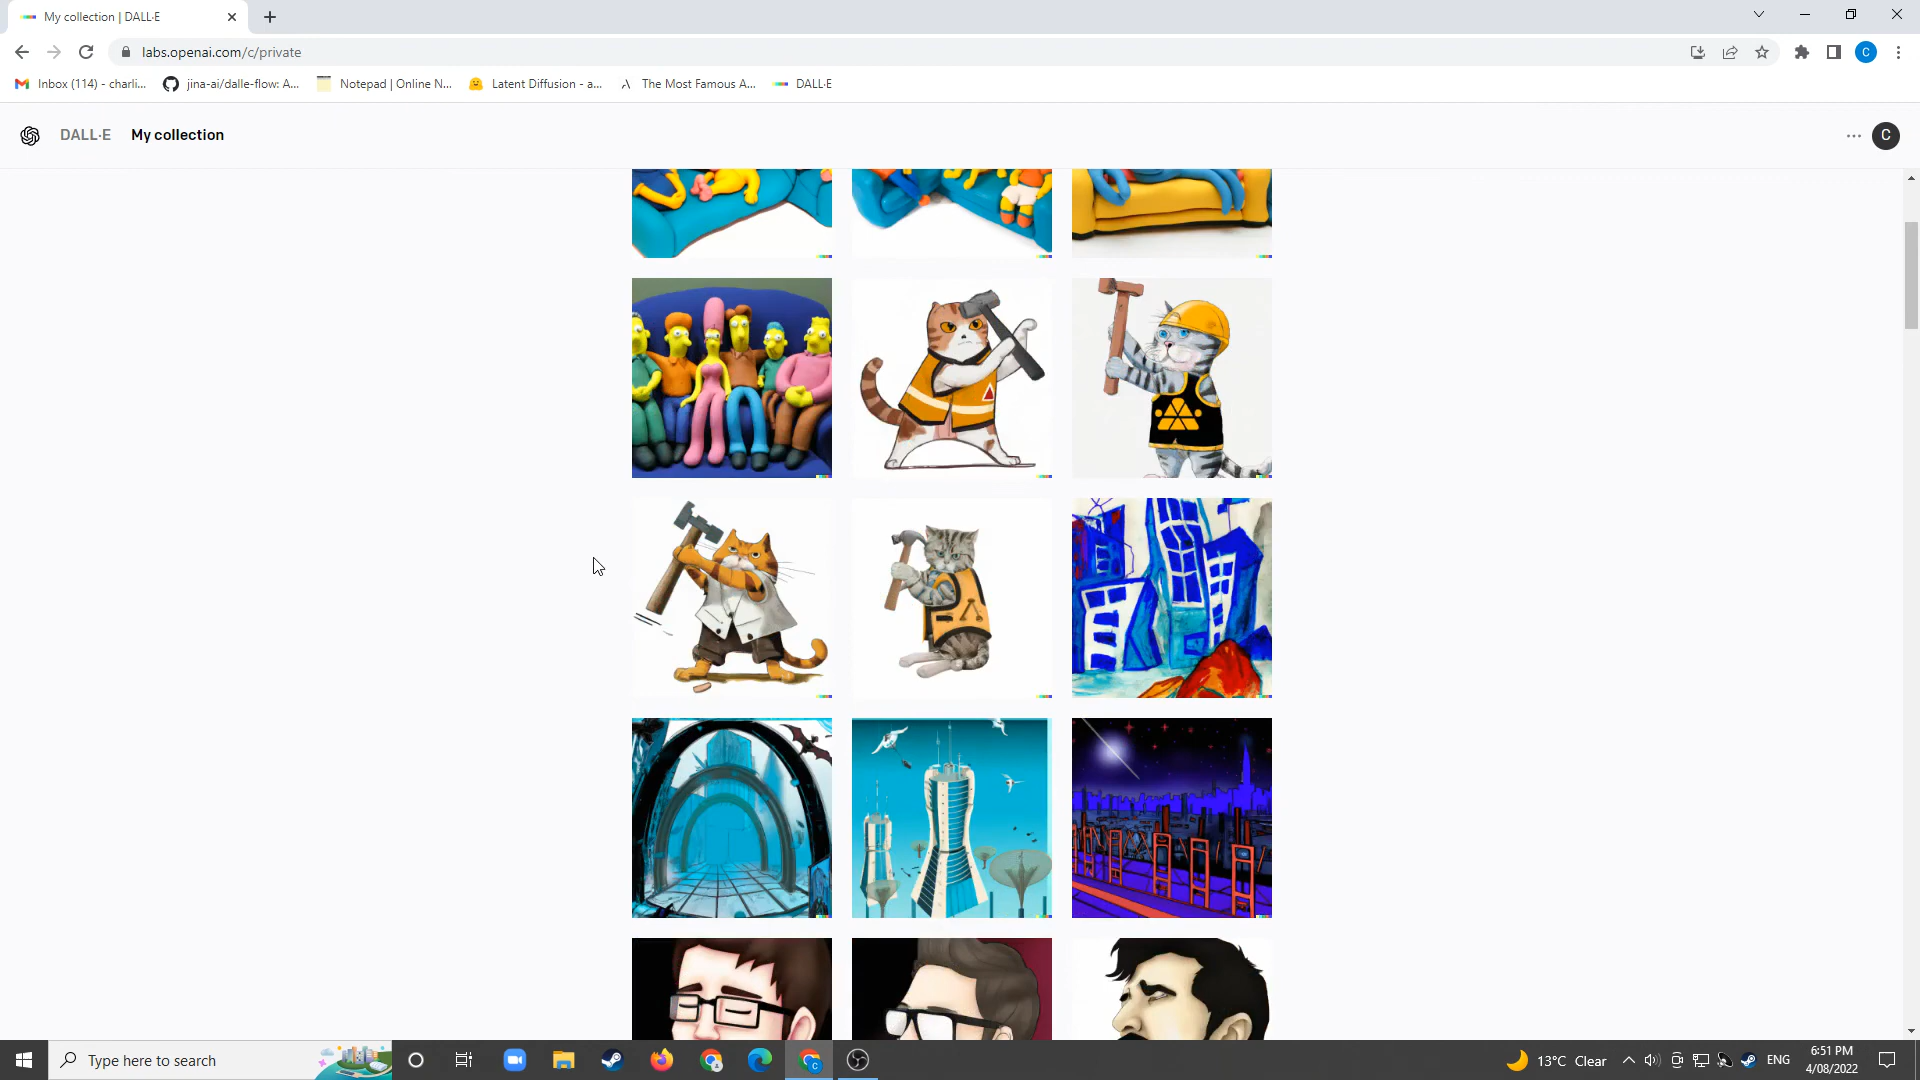 My collection | DALL·E
labs.openai.com/c/private
C
Inbox (114) - charli...
jina-ai/dalle-flow: A...
Notepad | Online N...
Latent Diffusion - a...
The Most Famous A...
DALL·E
DALL·E
My collection
C
Type here to search
13°C Clear
ENG
6:51 PM
4/08/2022